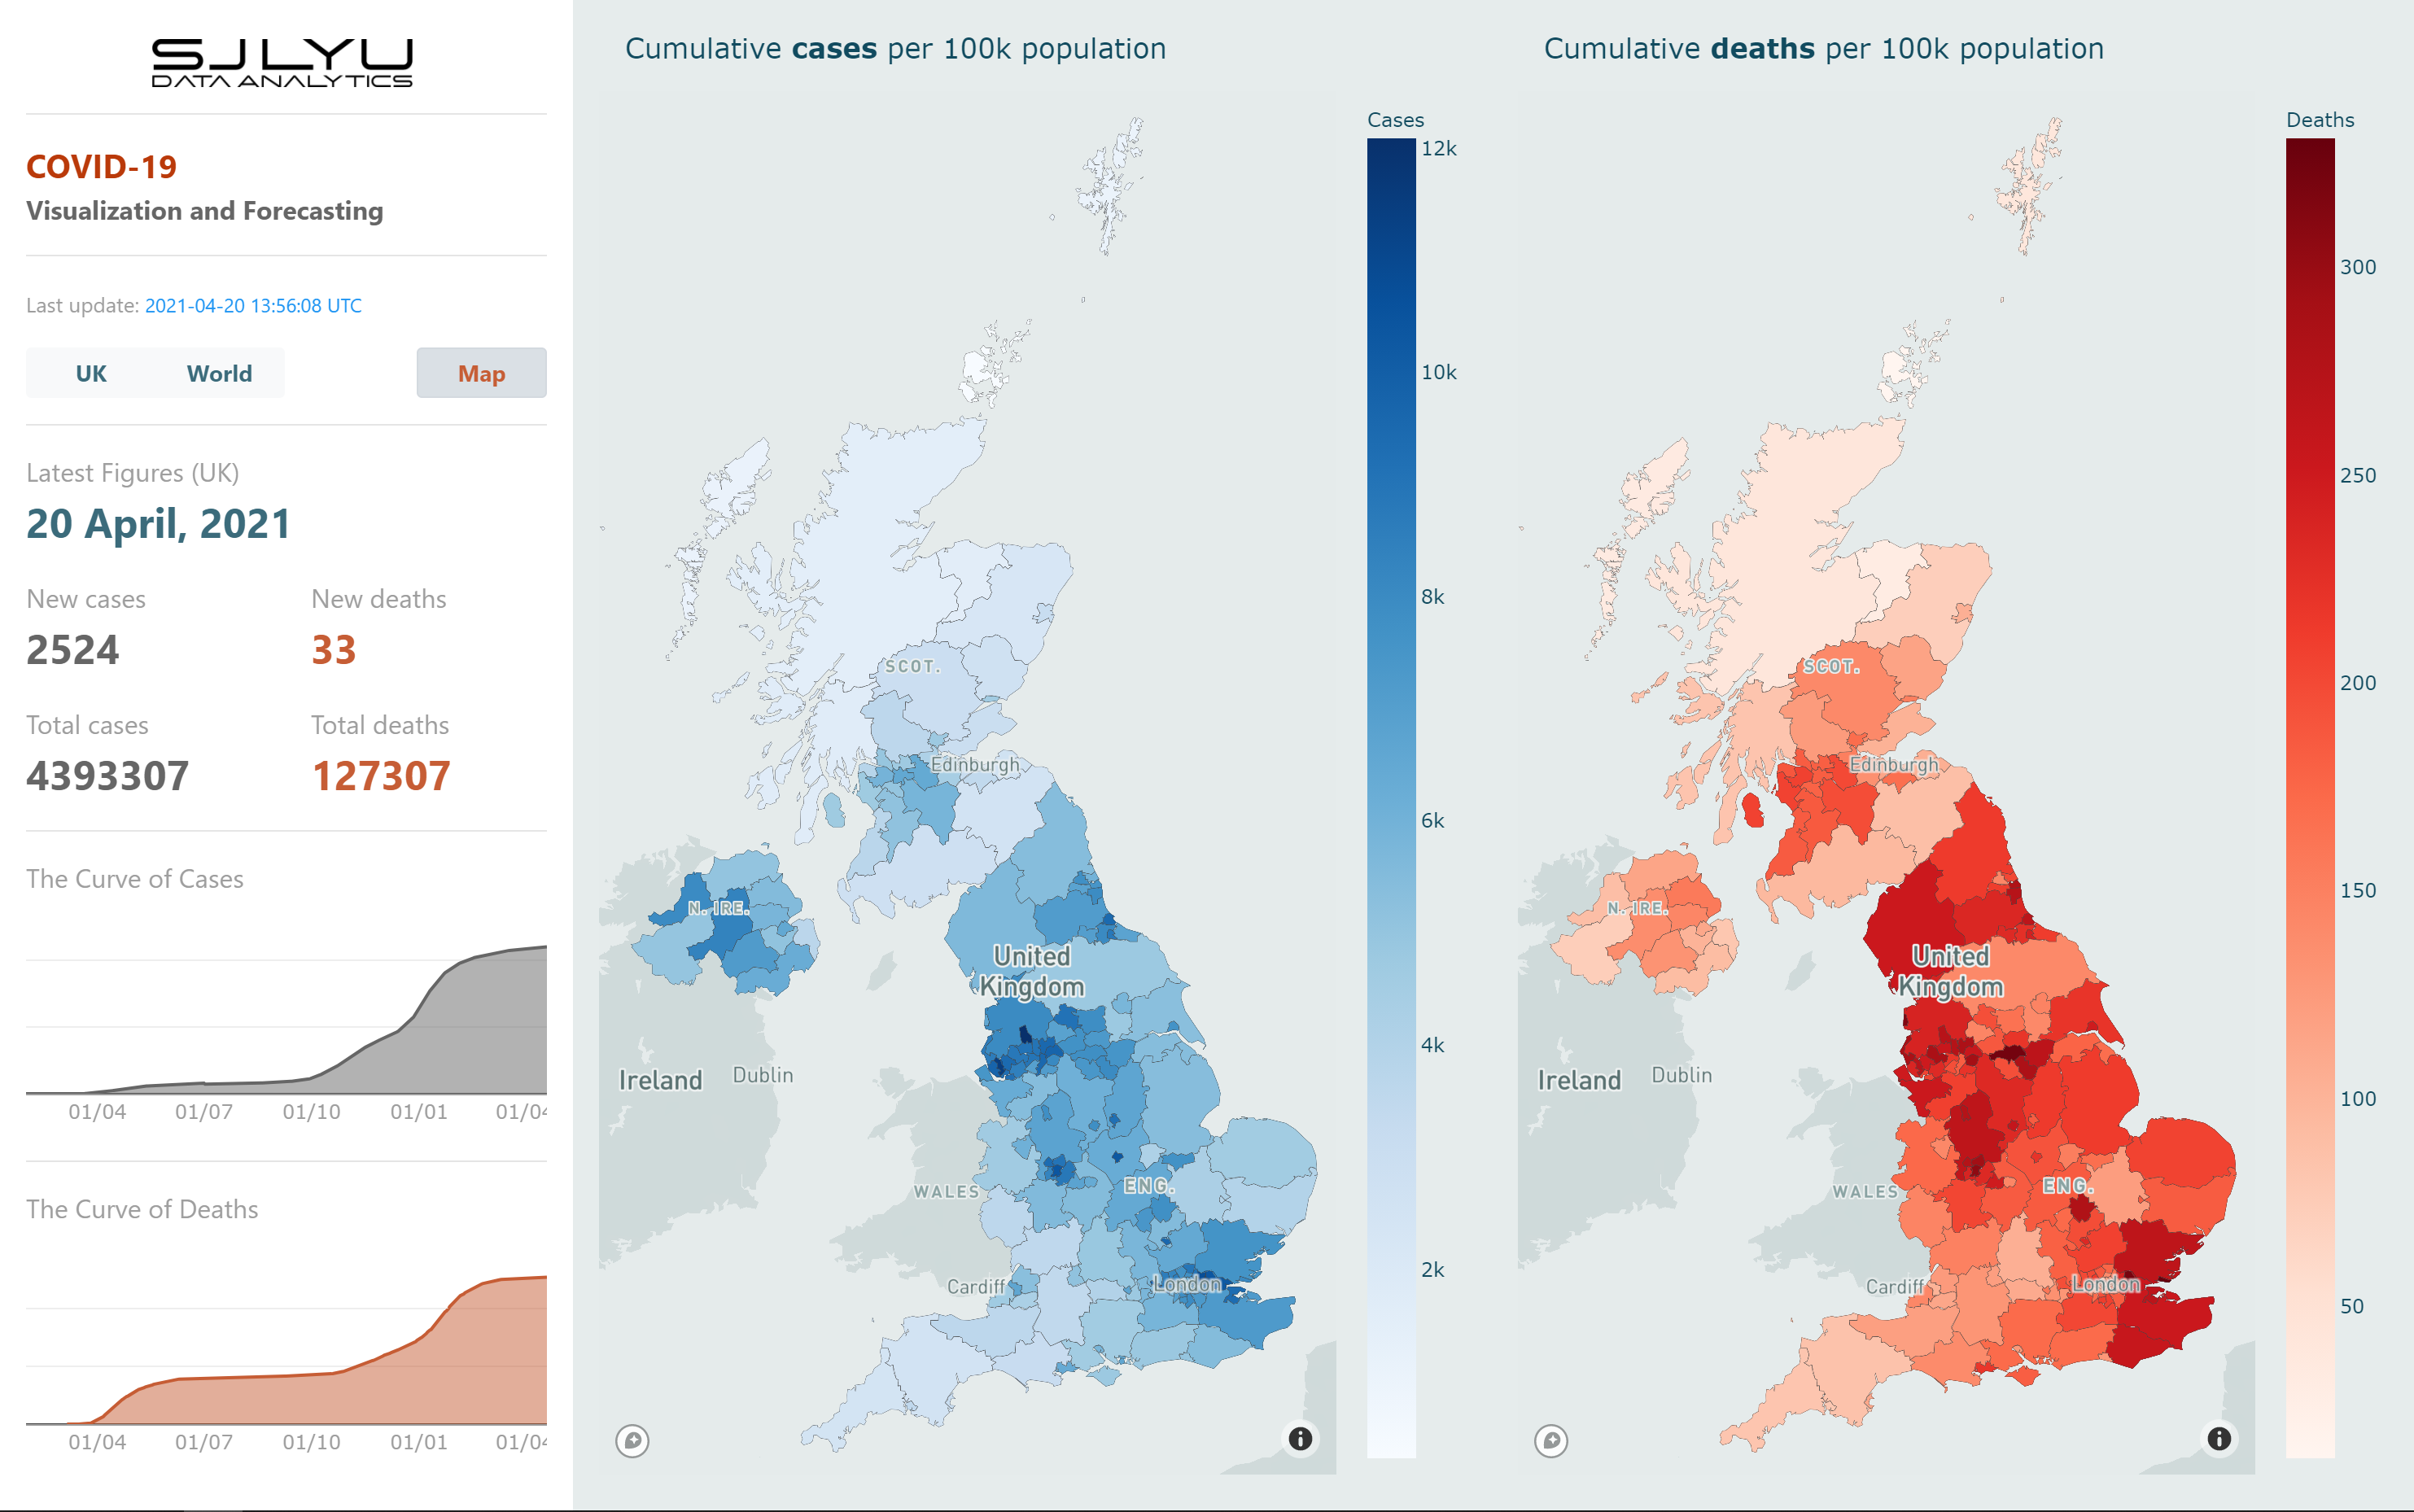 SJLYU
DATA ANALYTICS
COVID-19
Visualization and Forecasting
Last update: 2021-04-20 13:56:08 UTC
UK World Map
Latest Figures (UK)
20 April, 2021
New cases New deaths
2524 33
Total cases Total deaths
4393307 127307
The Curve of Cases
01/04 01/07 01/10 01/01 01/04
The Curve of Deaths
01/04 01/07 01/10 01/01 01/04
Cumulative cases per 100k population
Cases
12k
10k
8k
6k
4k
2k
SCOT.
Edinburgh
N. IRE.
United
Kingdom
Ireland
Dublin
WALES
ENG.
Cardiff
London
Cumulative deaths per 100k population
Deaths
300
250
200
150
100
50
SCOT.
Edinburgh
N. IRE.
United
Kingdom
Ireland
Dublin
WALES
ENG.
Cardiff
London